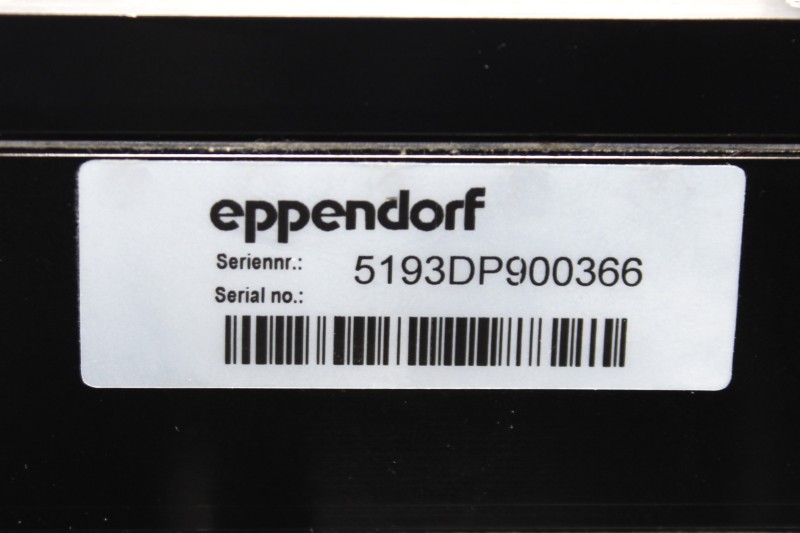 eppendorf
Seriennr.: 5193DP900366
Serial no.: